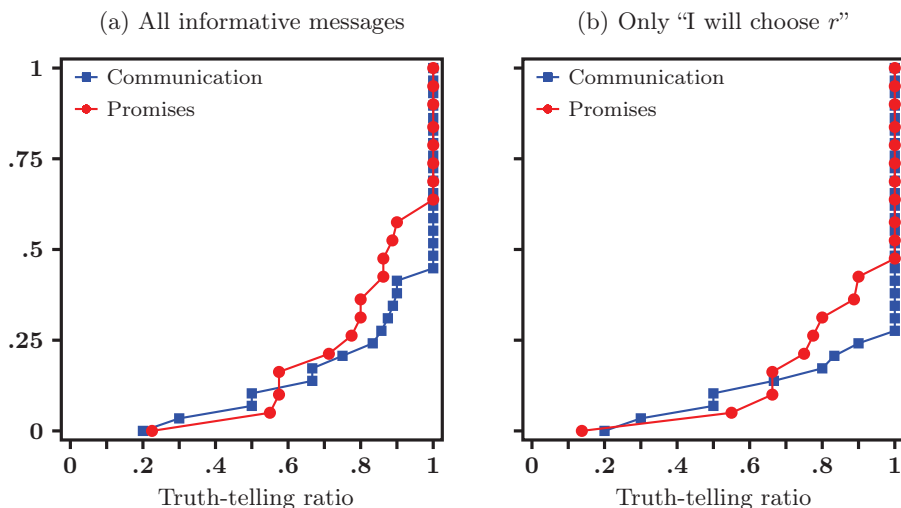 (a) All informative messages
(b) Only “I will choose r”
1
.75
.5
.25
0
Communication
Promises
Communication
Promises
0 .2 .4 .6 .8 1
0 .2 .4 .6 .8 1
Truth-telling ratio
Truth-telling ratio